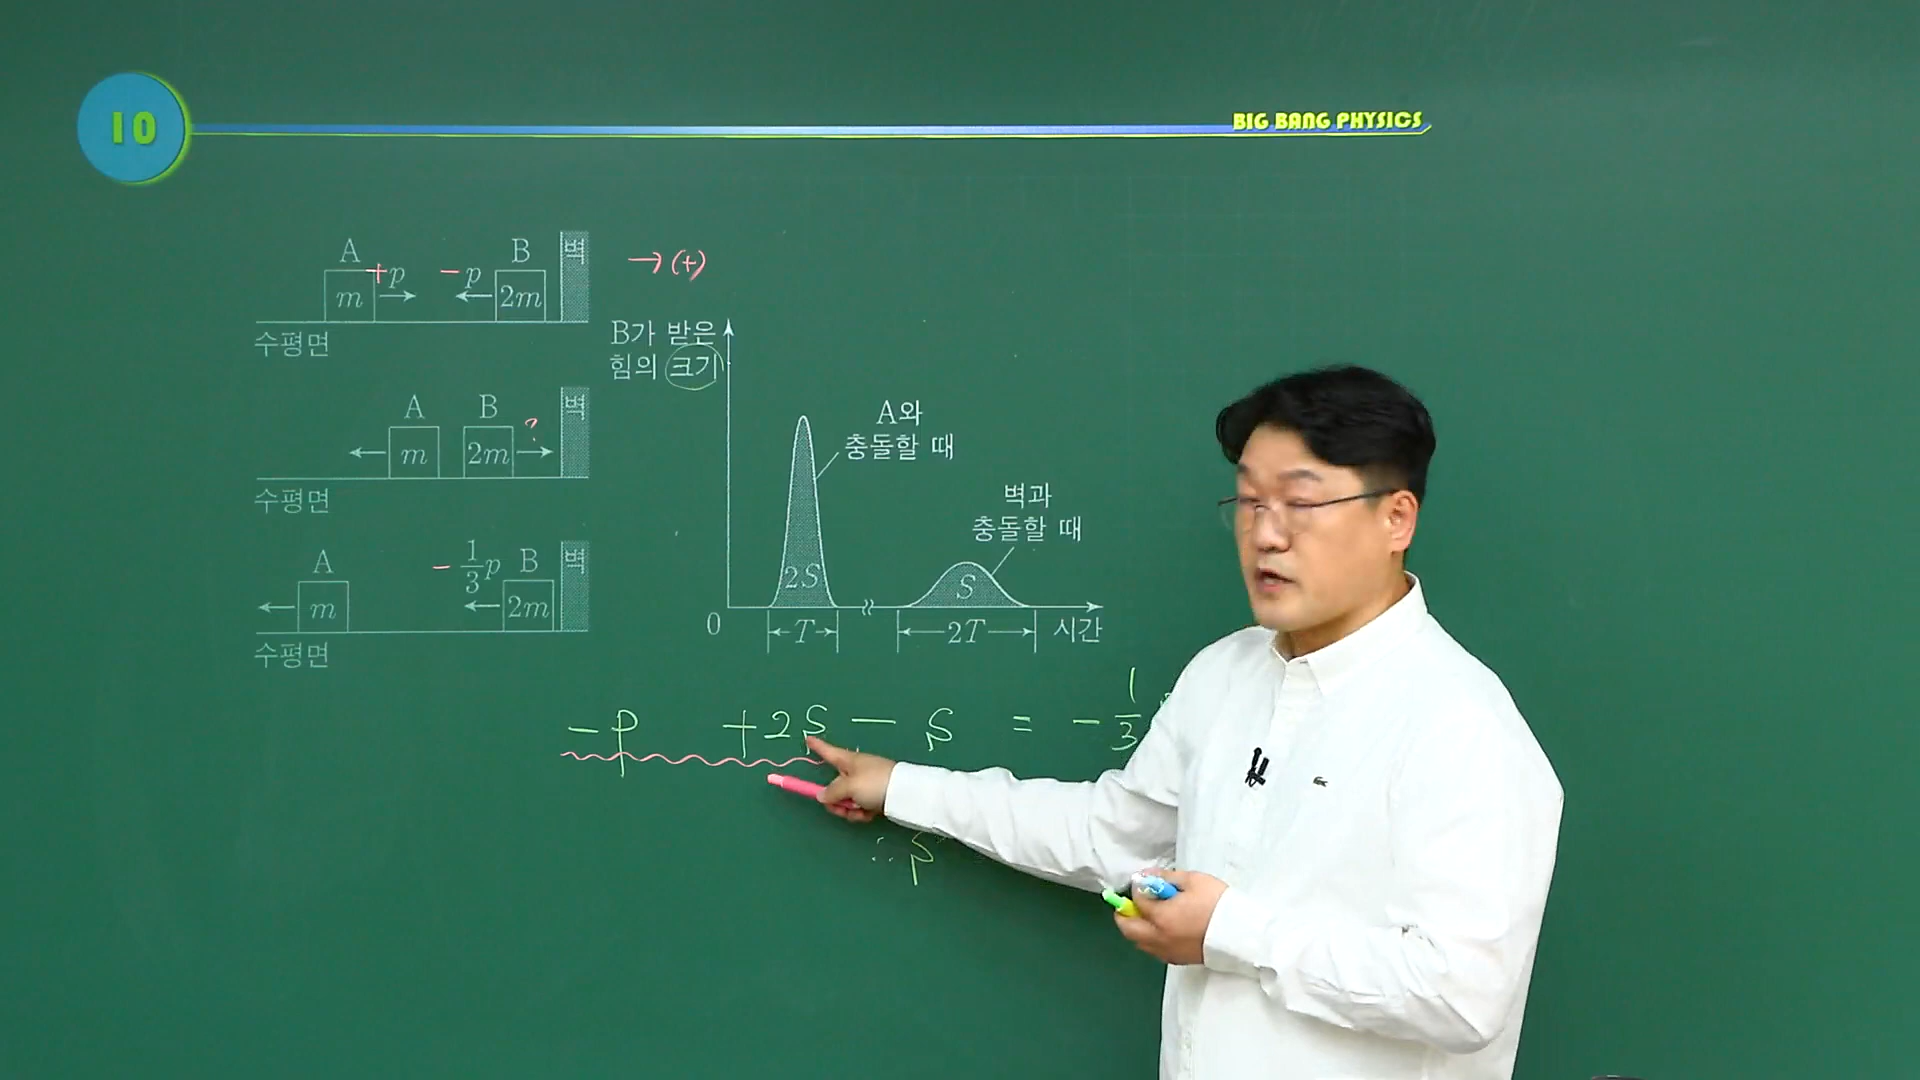 10
BIG BANG PHYSICS
A B 벽
+p -p → (+)
m 2m
수평면
B가 받은
힘의 크기
A B 벽
?
m 2m
수평면
A와
충돌할 때
벽과
충돌할 때
2S S
0 T 2T 시간
A -1/3p B 벽
m 2m
수평면
-p +2S - S = -1/3
∴ S